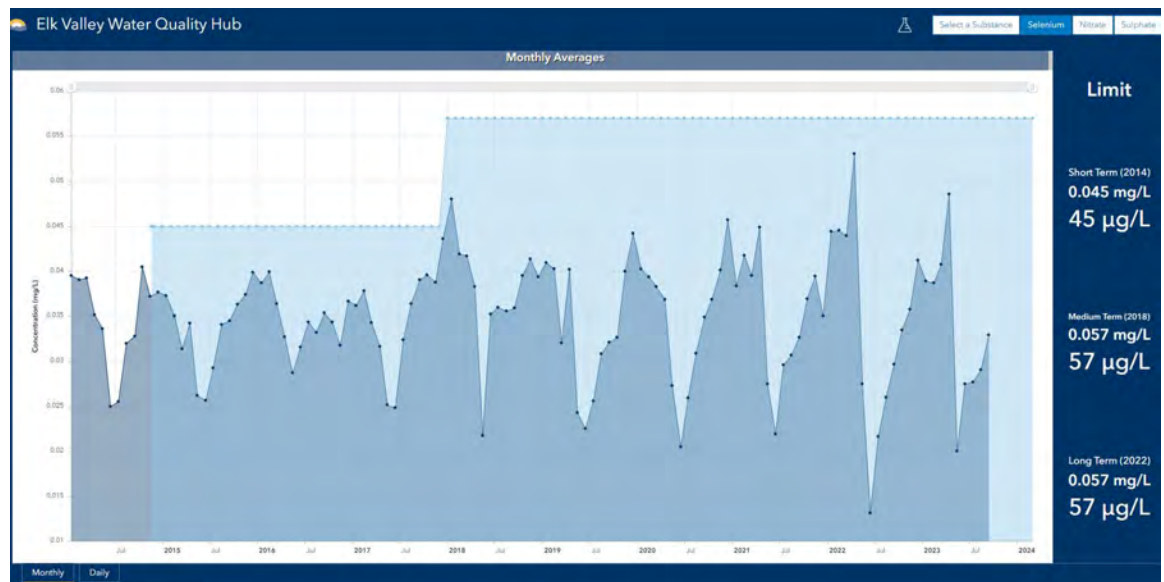 Elk Valley Water Quality Hub
Select a Substance Selenium Nitrate Sulphate
Monthly Averages
Limit
Short Term (2014)
0.045 mg/L
45 µg/L
Medium Term (2018)
0.057 mg/L
57 µg/L
Long Term (2022)
0.057 mg/L
57 µg/L
Concentration (mg/L)
0.06
0.055
0.05
0.045
0.04
0.035
0.03
0.025
0.02
0.015
0.01
Jul 2015 Jul 2016 Jul 2017 Jul 2018 Jul 2019 Jul 2020 Jul 2021 Jul 2022 Jul 2023 Jul 2024
Monthly Daily